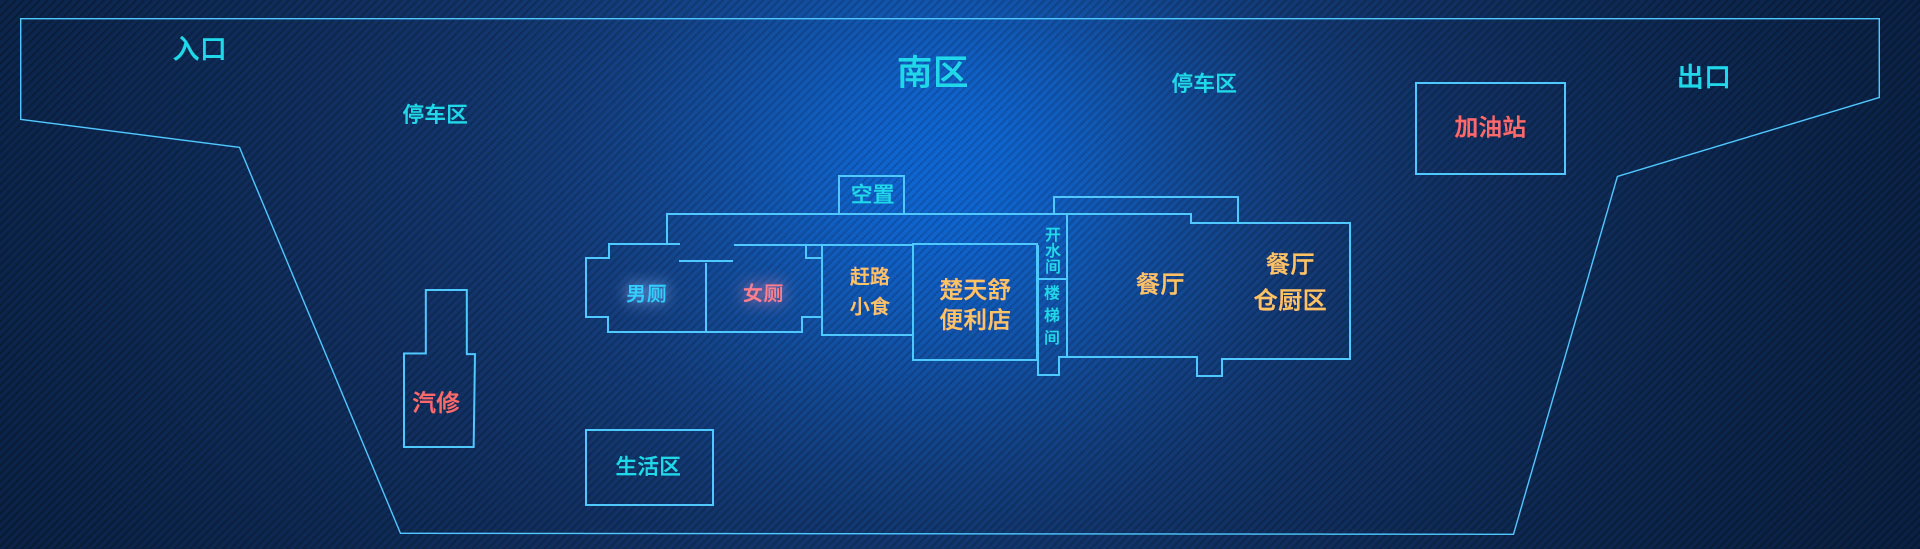 入口
南区
停车区
出口
停车区
加油站
空置
开水间
餐厅
餐厅
仓厨区
男厕
女厕
赶路
小食
楚天舒
便利店
楼梯间
汽修
生活区